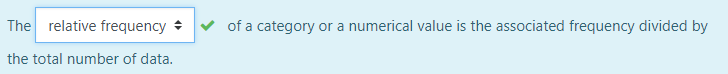 The relative frequency of a category or a numerical value is the associated frequency divided by
the total number of data.